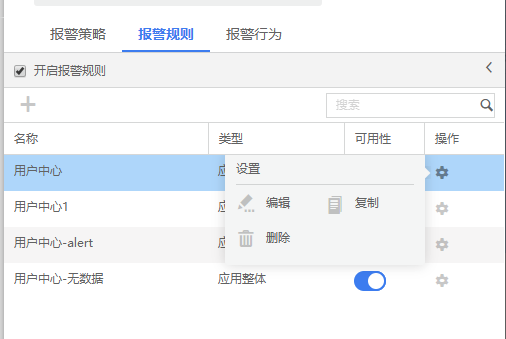 报警策略 报警规则 报警行为
开启报警规则
搜索
名称 类型 可用性 操作
用户中心
设置
编辑 复制
用户中心1
用户中心-alert
删除
用户中心-无数据 应用整体